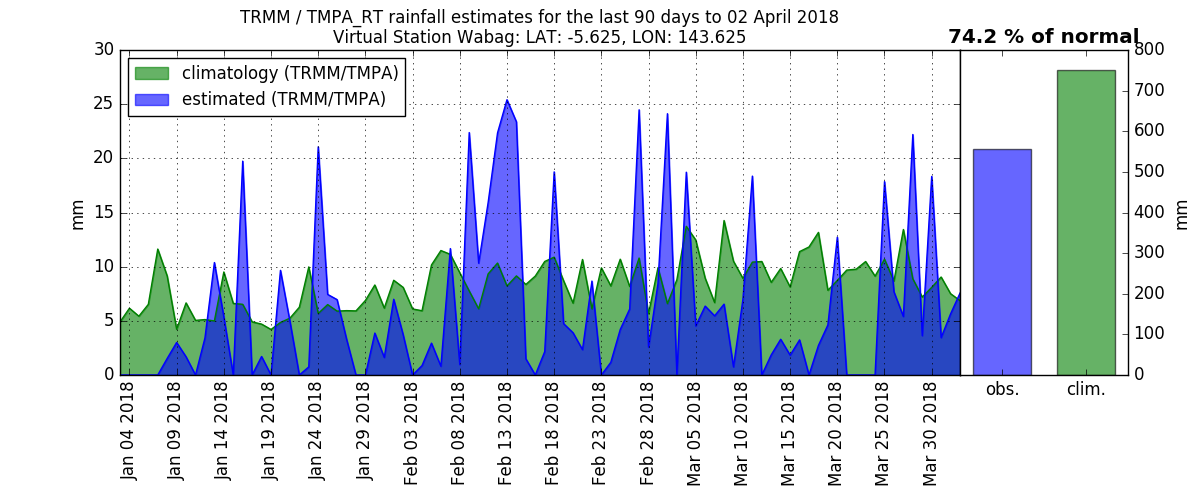 TRMM / TMPA_RT rainfall estimates for the last 90 days to 02 April 2018
Virtual Station Wabag: LAT: -5.625, LON: 143.625
74.2 % of normal
climatology (TRMM/TMPA)
estimated (TRMM/TMPA)
30
25
20
15
10
5
0
mm
Jan 04 2018
Jan 09 2018
Jan 14 2018
Jan 19 2018
Jan 24 2018
Jan 29 2018
Feb 03 2018
Feb 08 2018
Feb 13 2018
Feb 18 2018
Feb 23 2018
Feb 28 2018
Mar 05 2018
Mar 10 2018
Mar 15 2018
Mar 20 2018
Mar 25 2018
Mar 30 2018
obs.
clim.
800
700
600
500
400
300
200
100
0
mm